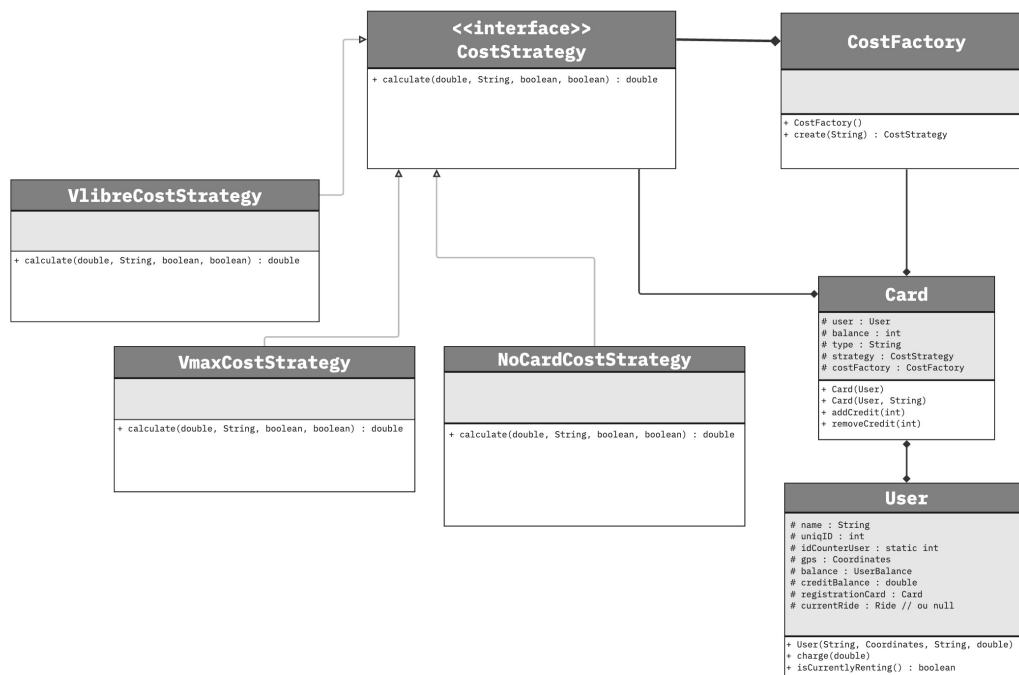 <<interface>>
CostStrategy
+ calculate(double, String, boolean, boolean) : double
CostFactory
+ CostFactory()
+ create(String) : CostStrategy
VlibreCostStrategy
+ calculate(double, String, boolean, boolean) : double
VmaxCostStrategy
+ calculate(double, String, boolean, boolean) : double
NoCardCostStrategy
+ calculate(double, String, boolean, boolean) : double
Card
# user : User
# balance : int
# type : String
# strategy : CostStrategy
# costFactory : CostFactory
+ Card(User)
+ Card(User, String)
+ addCredit(int)
+ removeCredit(int)
User
# name : String
# uniqID : int
# idCounterUser : static int
# gps : Coordinates
# balance : UserBalance
# creditBalance : double
# registrationCard : Card
# currentRide : Ride // ou null
+ User(String, Coordinates, String, double)
+ charge(double)
+ isCurrentlyRenting() : boolean